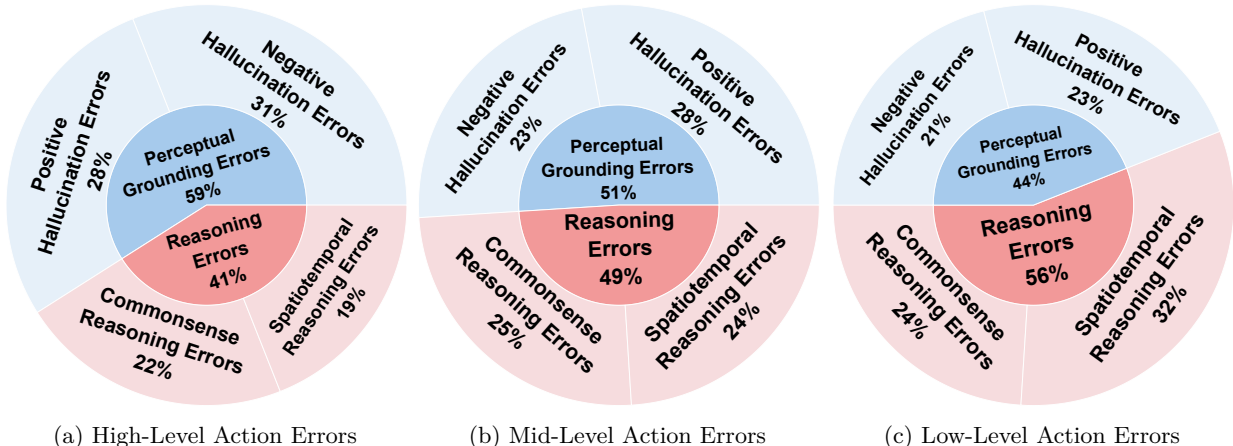 Negative
Hallucination Errors
31%
Positive
Hallucination Errors
28%
Perceptual
Grounding Errors
59%
Reasoning
Errors
41%
Commonsense
Reasoning Errors
22%
Spatiotemporal
Reasoning Errors
19%
(a) High-Level Action Errors
Negative
Hallucination Errors
23%
Positive
Hallucination Errors
28%
Perceptual
Grounding Errors
51%
Reasoning
Errors
49%
Commonsense
Reasoning Errors
25%
Spatiotemporal
Reasoning Errors
24%
(b) Mid-Level Action Errors
Negative
Hallucination Errors
21%
Positive
Hallucination Errors
23%
Perceptual
Grounding Errors
44%
Reasoning
Errors
56%
Commonsense
Reasoning Errors
24%
Spatiotemporal
Reasoning Errors
32%
(c) Low-Level Action Errors